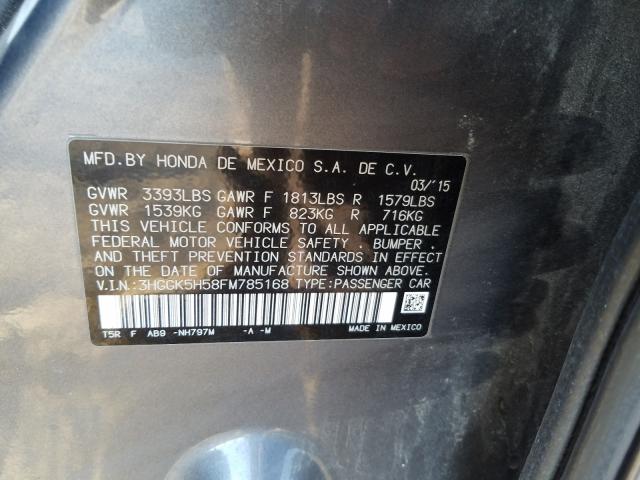 MFD.BY HONDA DE MEXICO S.A. DE C.V.
03/'15
GVWR 3393LBS GAWR F 1813LBS R 1579LBS
GVWR 1539KG GAWR F 823KG R 716KG
THIS VEHICLE CONFORMS TO ALL APPLICABLE
FEDERAL MOTOR VEHICLE SAFETY . BUMPER .
AND THEFT PREVENTION STANDARDS IN EFFECT
ON THE DATE OF MANUFACTURE SHOWN ABOVE.
V.I.N:3HGGK5H58FM785168 TYPE:PASSENGER CAR
T5R F AB9 -NH797M -A -M MADE IN MEXICO